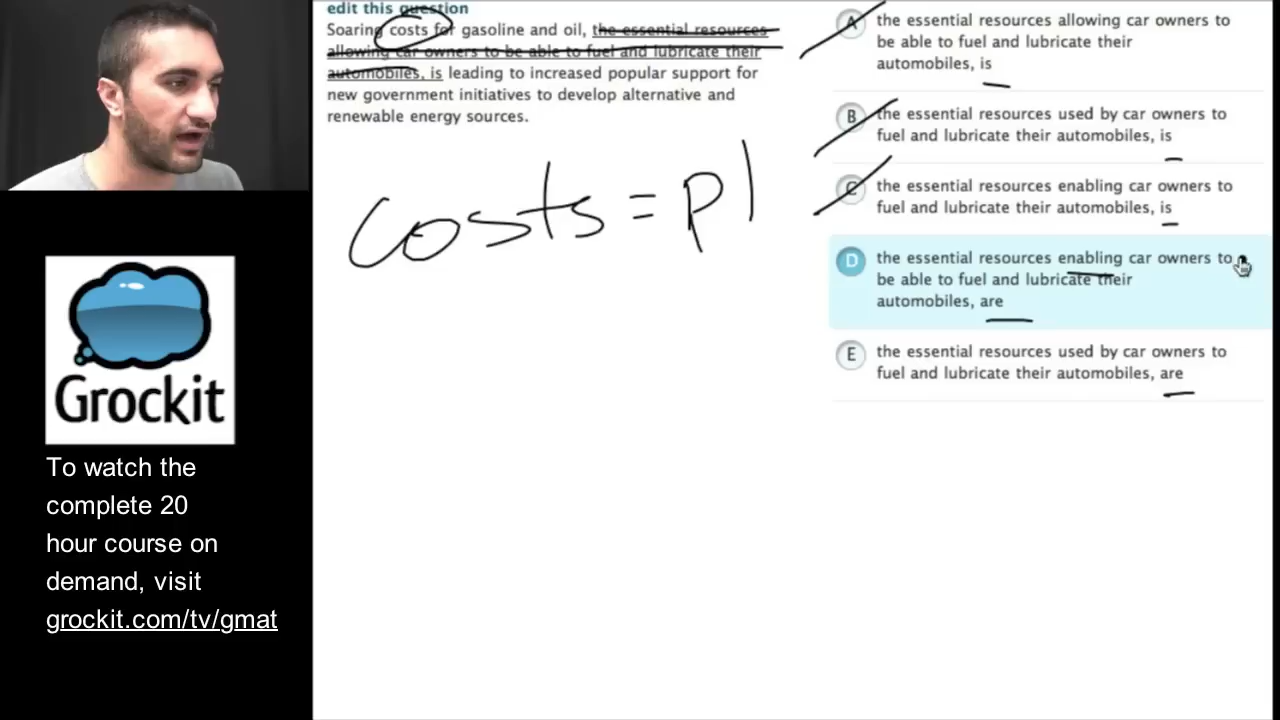 edit this question
Soaring costs for gasoline and oil, the essential resources
allowing car owners to be able to fuel and lubricate their
automobiles, is leading to increased popular support for
new government initiatives to develop alternative and
renewable energy sources.
costs = pl
A the essential resources allowing car owners to
be able to fuel and lubricate their
automobiles, is
B the essential resources used by car owners to
fuel and lubricate their automobiles, is
C the essential resources enabling car owners to
fuel and lubricate their automobiles, is
D the essential resources enabling car owners to
be able to fuel and lubricate their
automobiles, are
E the essential resources used by car owners to
fuel and lubricate their automobiles, are
Grockit
To watch the
complete 20
hour course on
demand, visit
grockit.com/tv/gmat